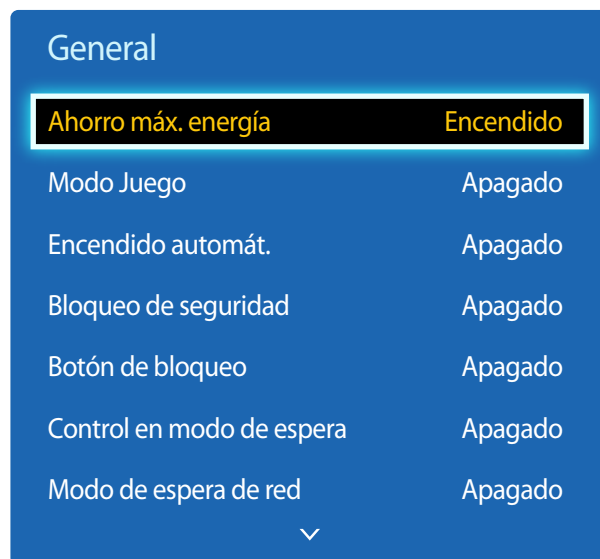 General
Ahorro máx. energía Encendido
Modo Juego Apagado
Encendido automát. Apagado
Bloqueo de seguridad Apagado
Botón de bloqueo Apagado
Control en modo de espera Apagado
Modo de espera de red Apagado